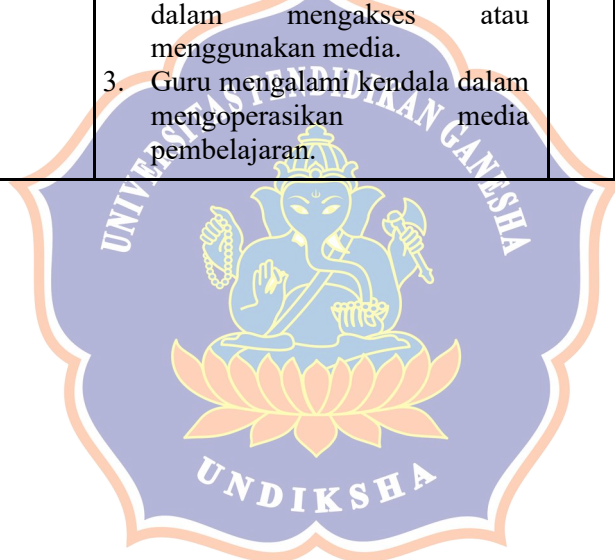 dalam mengakses atau
menggunakan media.
3. Guru mengalami kendala dalam
mengoperasikan media
pembelajaran.
UNIVERSITAS PENDIDIKAN GANESHA
UNDIKSHA